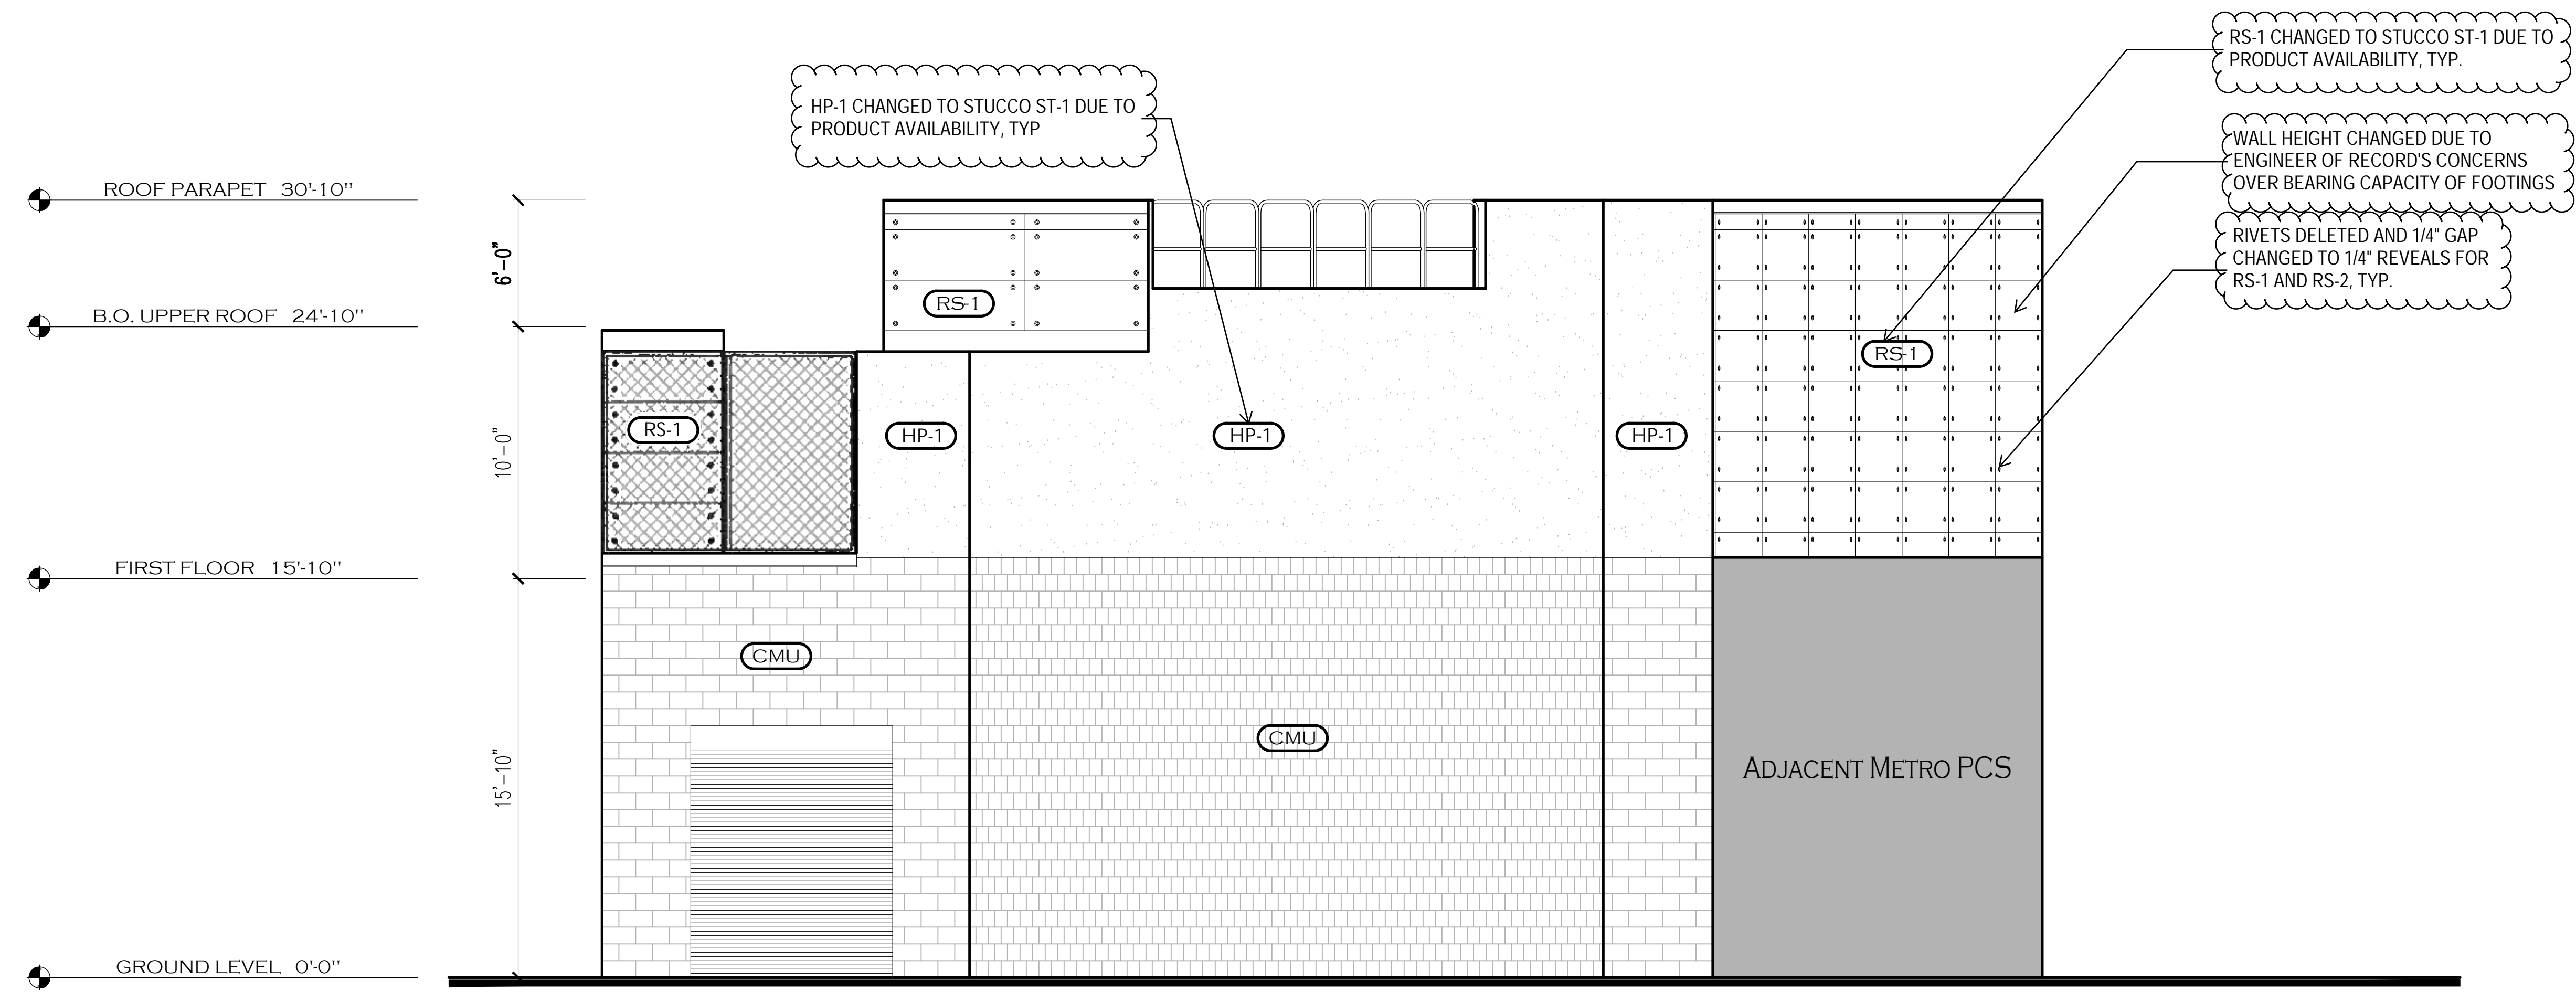 RS-1 CHANGED TO STUCCO ST-1 DUE TO
PRODUCT AVAILABILITY, TYP.
HP-1 CHANGED TO STUCCO ST-1 DUE TO
PRODUCT AVAILABILITY, TYP
WALL HEIGHT CHANGED DUE TO
ENGINEER OF RECORD'S CONCERNS
OVER BEARING CAPACITY OF FOOTINGS
RIVETS DELETED AND 1/4" GAP
CHANGED TO 1/4" REVEALS FOR
RS-1 AND RS-2, TYP.
ROOF PARAPET 30'-10"
6'-0"
B.O. UPPER ROOF 24'-10"
RS-1
RS-1
10'-0"
RS-1
HP-1
HP-1
HP-1
FIRST FLOOR 15'-10"
CMU
CMU
15'-10"
ADJACENT METRO PCS
GROUND LEVEL 0'-0"